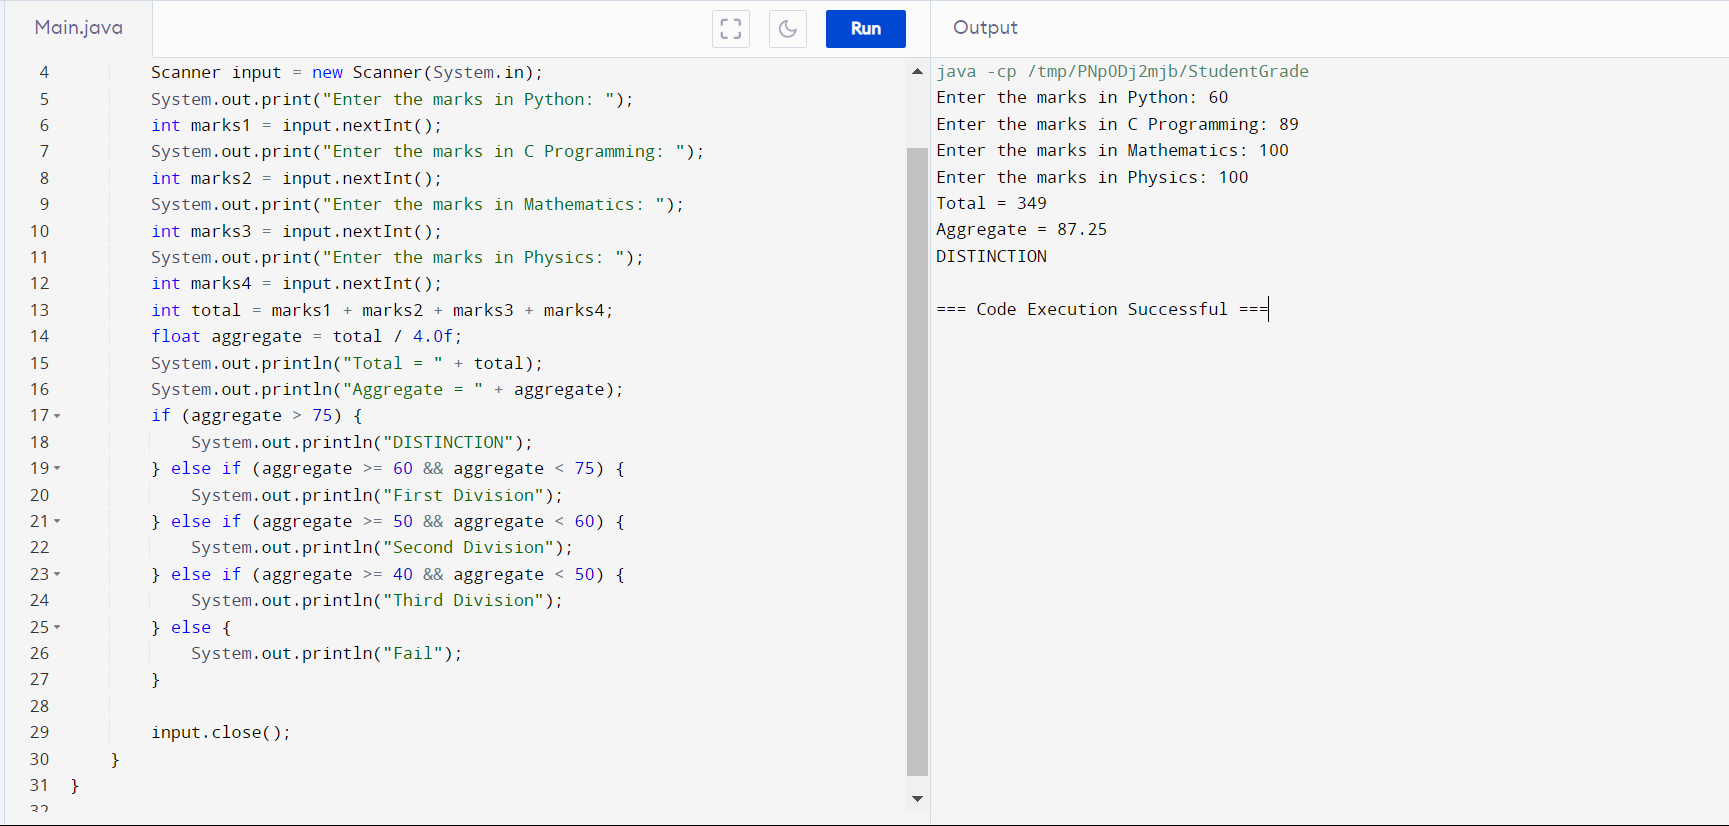 Main.java
Run
Output
4 Scanner input = new Scanner(System.in);
5 System.out.print("Enter the marks in Python: ");
6 int marks1 = input.nextInt();
7 System.out.print("Enter the marks in C Programming: ");
8 int marks2 = input.nextInt();
9 System.out.print("Enter the marks in Mathematics: ");
10 int marks3 = input.nextInt();
11 System.out.print("Enter the marks in Physics: ");
12 int marks4 = input.nextInt();
13 int total = marks1 + marks2 + marks3 + marks4;
14 float aggregate = total / 4.0f;
15 System.out.println("Total = " + total);
16 System.out.println("Aggregate = " + aggregate);
17 if (aggregate > 75) {
18 System.out.println("DISTINCTION");
19 } else if (aggregate >= 60 && aggregate < 75) {
20 System.out.println("First Division");
21 } else if (aggregate >= 50 && aggregate < 60) {
22 System.out.println("Second Division");
23 } else if (aggregate >= 40 && aggregate < 50) {
24 System.out.println("Third Division");
25 } else {
26 System.out.println("Fail");
27 }
28
29 input.close();
30 }
31 }
32
java -cp /tmp/PNpODj2mjb/StudentGrade
Enter the marks in Python: 60
Enter the marks in C Programming: 89
Enter the marks in Mathematics: 100
Enter the marks in Physics: 100
Total = 349
Aggregate = 87.25
DISTINCTION
=== Code Execution Successful ===